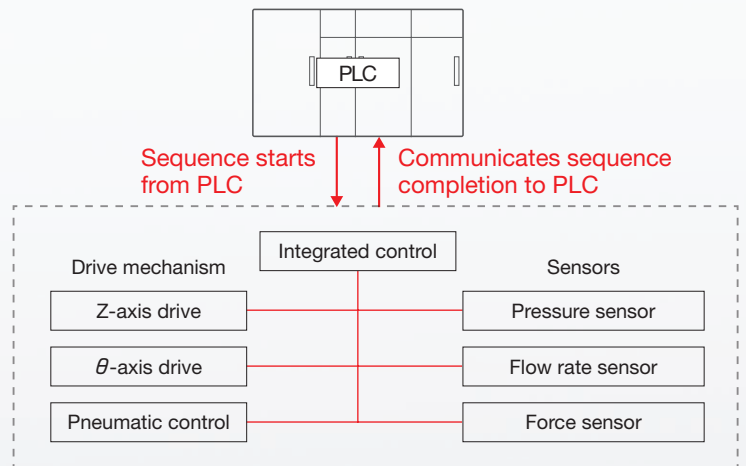 PLC
Sequence starts
from PLC
Communicates sequence
completion to PLC
Integrated control
Drive mechanism
Sensors
Z-axis drive
Pressure sensor
θ-axis drive
Flow rate sensor
Pneumatic control
Force sensor